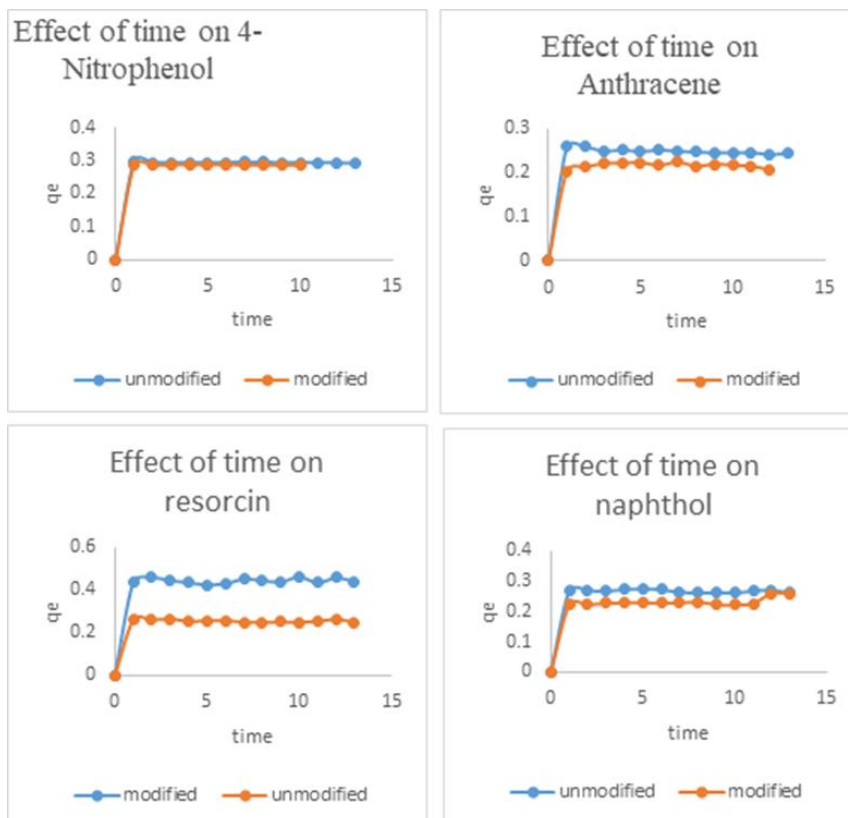 Effect of time on 4-
Nitrophenol
0.4
0.3
0.2
0.1
0
qe
0 5 10 15
time
unmodified modified
Effect of time on
Anthracene
0.3
0.2
0.1
0
qe
0 5 10 15
time
unmodified modified
Effect of time on
resorcin
0.6
0.4
0.2
0
qe
0 5 10 15
time
modified unmodified
Effect of time on
naphthol
0.4
0.3
0.2
0.1
0
qe
0 5 10 15
time
unmodified modified